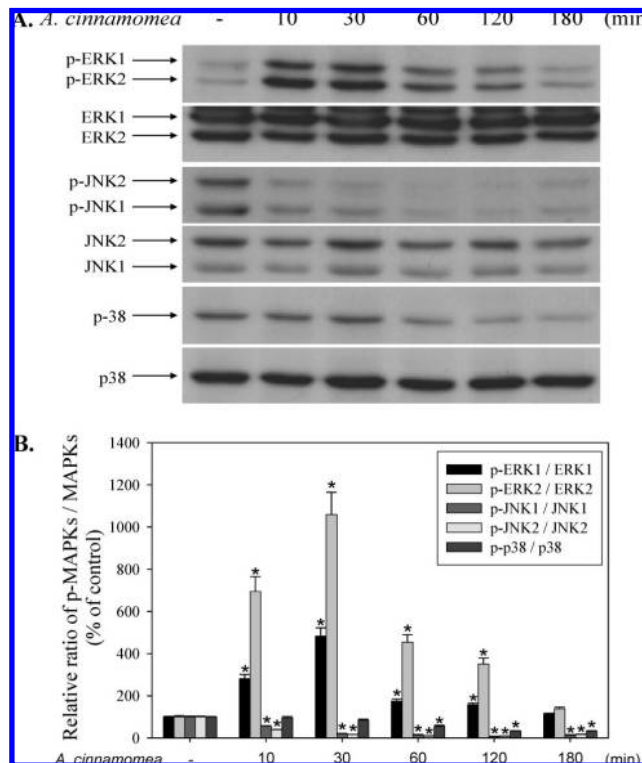 A. A. cinnamomea - 10 30 60 120 180 (min)
p-ERK1
p-ERK2
ERK1
ERK2
p-JNK2
p-JNK1
JNK2
JNK1
p-38
p38
B.
Relative ratio of p-MAPKs / MAPKs
(% of control)
1400
1200
1000
800
600
400
200
0
p-ERK1 / ERK1
p-ERK2 / ERK2
p-JNK1 / JNK1
p-JNK2 / JNK2
p-p38 / p38
* *
* *
* *
* *
* *
* * *
* *
* * *
* * *
* * *
A. cinnamomea - 10 30 60 120 180 (min)